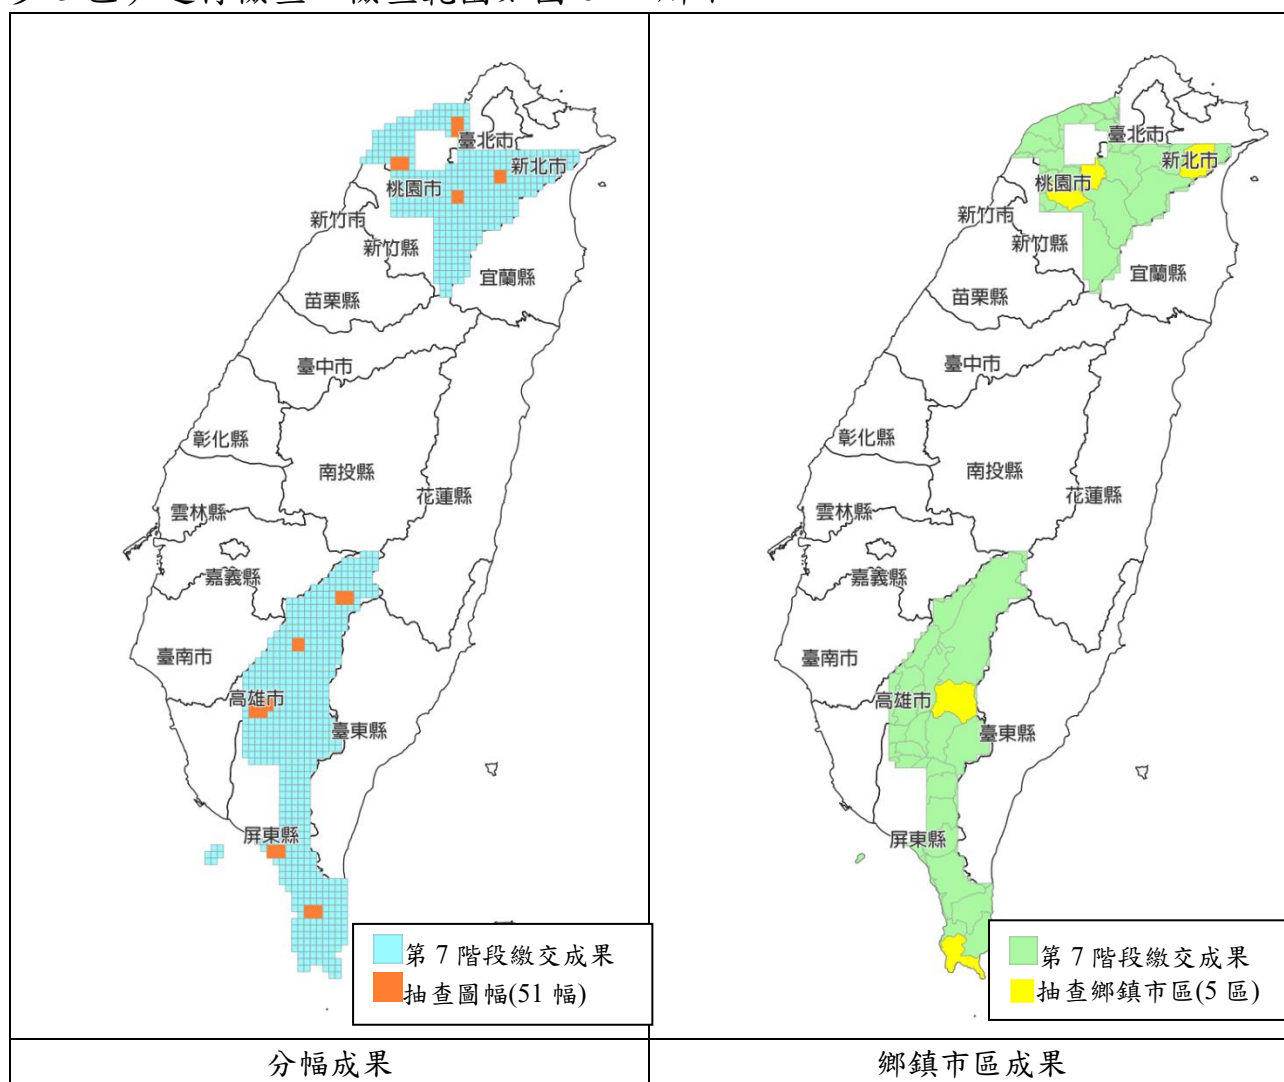 臺北市
新北市
桃園市
新竹市
新竹縣
宜蘭縣
苗栗縣
臺中市
彰化縣
南投縣
花蓮縣
雲林縣
嘉義縣
臺南市
高雄市
臺東縣
屏東縣
第 7 階段繳交成果
抽查圖幅(51 幅)
分幅成果
臺北市
新北市
桃園市
新竹市
新竹縣
宜蘭縣
苗栗縣
臺中市
彰化縣
南投縣
花蓮縣
雲林縣
嘉義縣
臺南市
高雄市
臺東縣
屏東縣
第 7 階段繳交成果
抽查鄉鎮市區(5 區)
鄉鎮市區成果